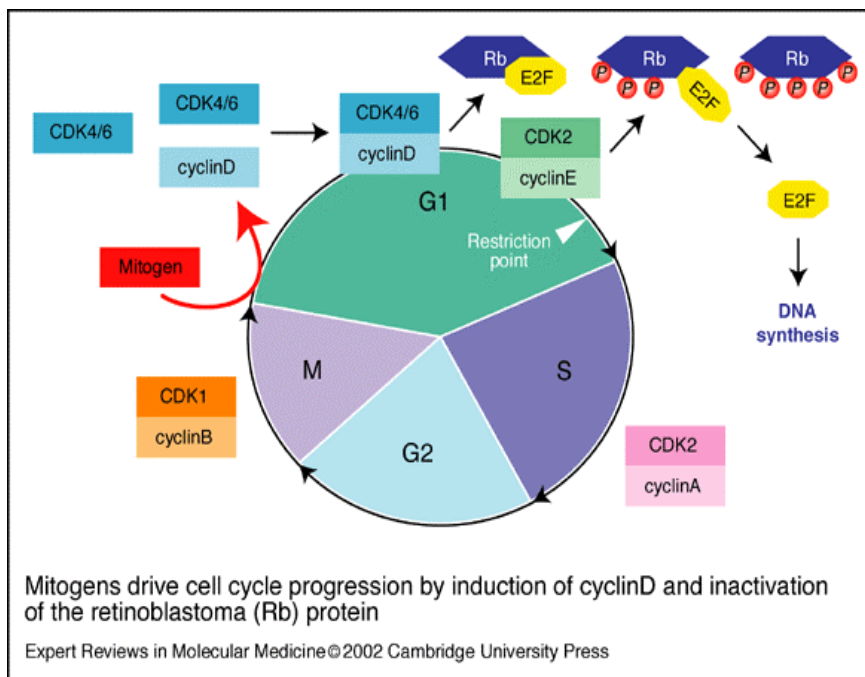 Rb
E2F
Rb
P P P P
E2F
Rb
P P P P P
CDK4/6
CDK4/6
cyclinD
CDK4/6
cyclinD
CDK2
cyclinE
E2F
G1
Restriction
point
Mitogen
DNA
synthesis
M
S
CDK1
cyclinB
G2
CDK2
cyclinA
Mitogens drive cell cycle progression by induction of cyclinD and inactivation
of the retinoblastoma (Rb) protein
Expert Reviews in Molecular Medicine©2002 Cambridge University Press